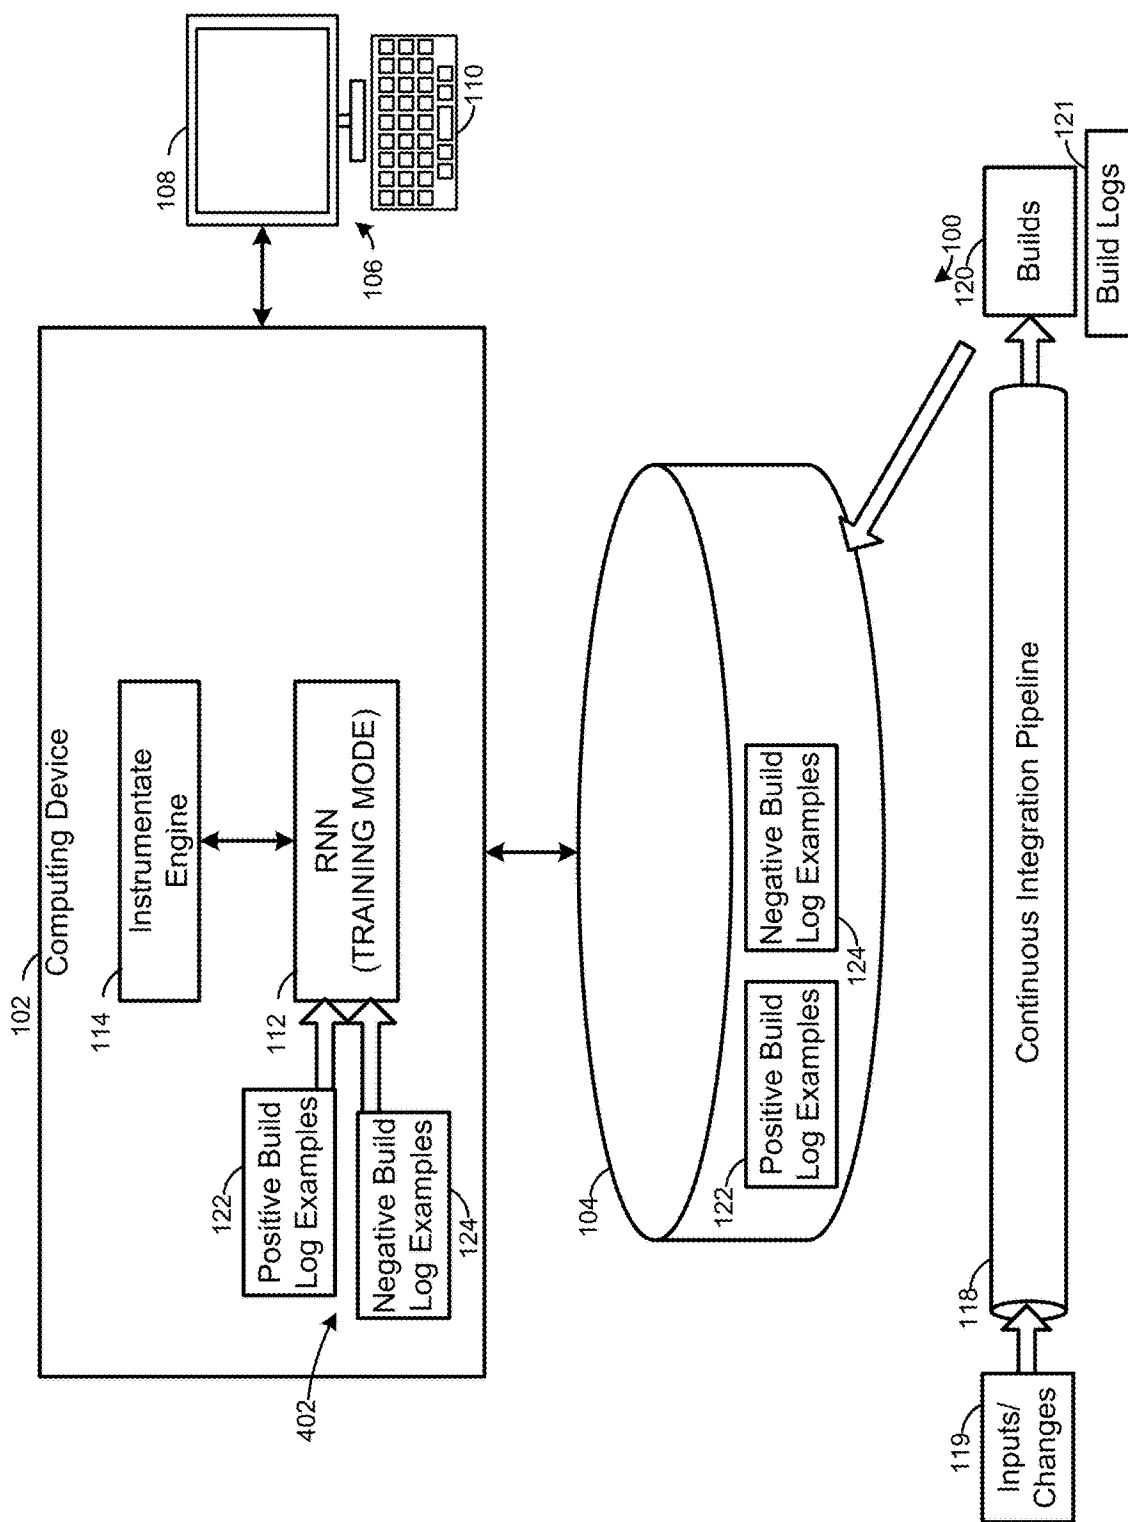 102
Computing Device
114
Instrumentate
Engine
112
RNN
(TRAINING MODE)
122
Positive Build
Log Examples
Negative Build
Log Examples
124
402
108
110
106
104
122
Positive Build
Log Examples
Negative Build
Log Examples
124
100
119
Inputs/
Changes
118
Continuous Integration Pipeline
120
Builds
121
Build Logs